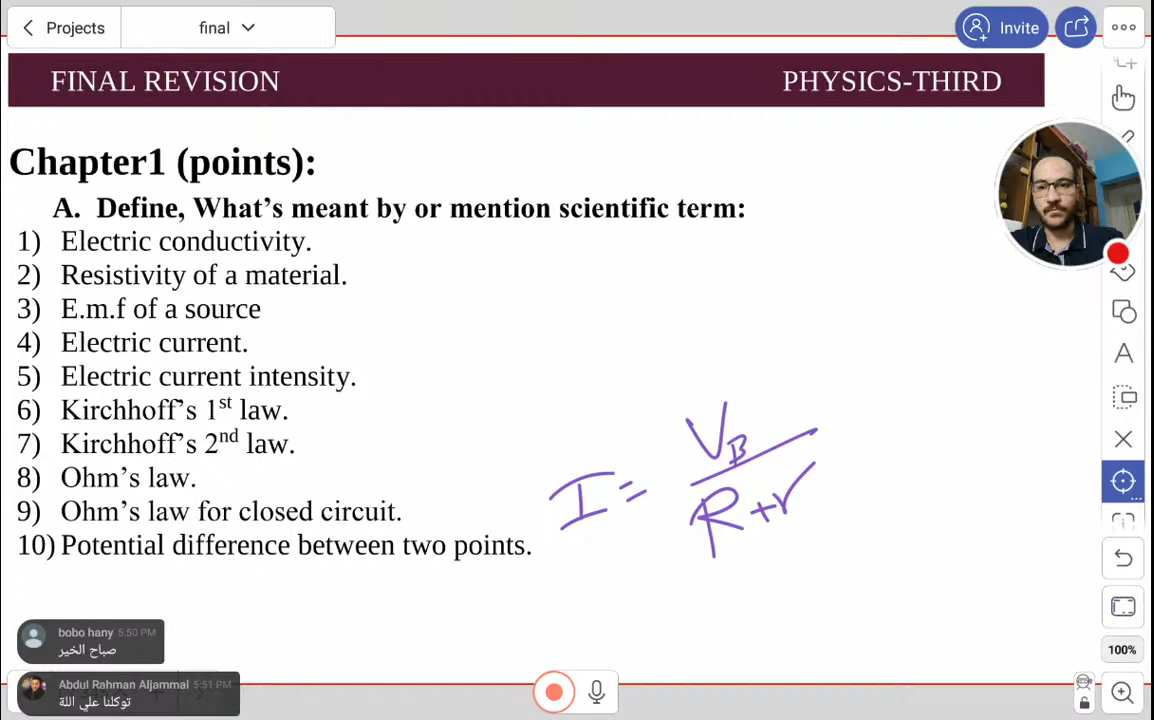 Projects
final
Invite
FINAL REVISION
PHYSICS-THIRD
Chapter1 (points):
A. Define, What's meant by or mention scientific term:
1) Electric conductivity.
2) Resistivity of a material.
3) E.m.f of a source
4) Electric current.
5) Electric current intensity.
6) Kirchhoff's 1st law.
7) Kirchhoff's 2nd law.
8) Ohm's law.
9) Ohm's law for closed circuit.
10) Potential difference between two points.
I = V_B / R + r
bobo hany 5:50 PM
صباح الخير
Abdul Rahman Aljammal 5:51 PM
توكلنا علي اللة
100%